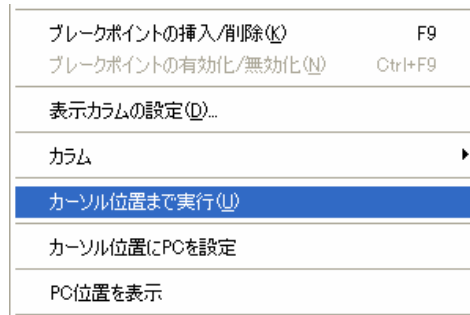 ブレークポイントの挿入/削除(K) F9
ブレークポイントの有効化/無効化(N) Ctrl+F9
表示カラムの設定(D)...
カラム
カーソル位置まで実行(U)
カーソル位置にPCを設定
PC位置を表示